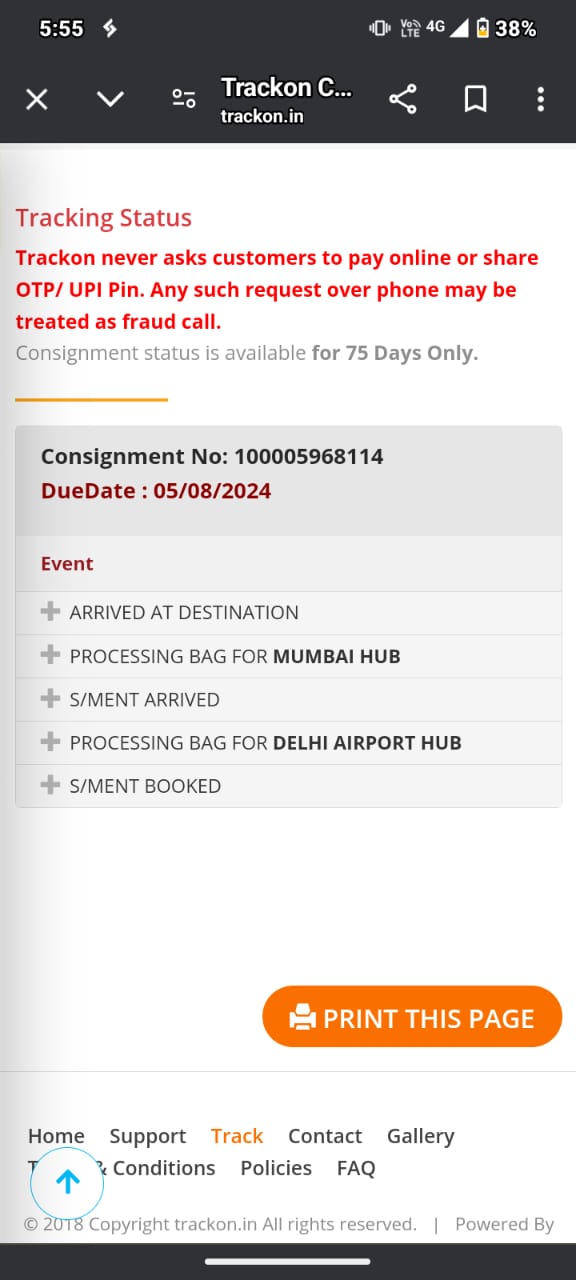 5:55 4G 38%
Trackon C...
trackon.in
Tracking Status
Trackon never asks customers to pay online or share
OTP/ UPI Pin. Any such request over phone may be
treated as fraud call.
Consignment status is available for 75 Days Only.
Consignment No: 100005968114
DueDate : 05/08/2024
Event
ARRIVED AT DESTINATION
PROCESSING BAG FOR MUMBAI HUB
S/MENT ARRIVED
PROCESSING BAG FOR DELHI AIRPORT HUB
S/MENT BOOKED
PRINT THIS PAGE
Home Support Track Contact Gallery
& Conditions Policies FAQ
© 2018 Copyright trackon.in All rights reserved. | Powered By